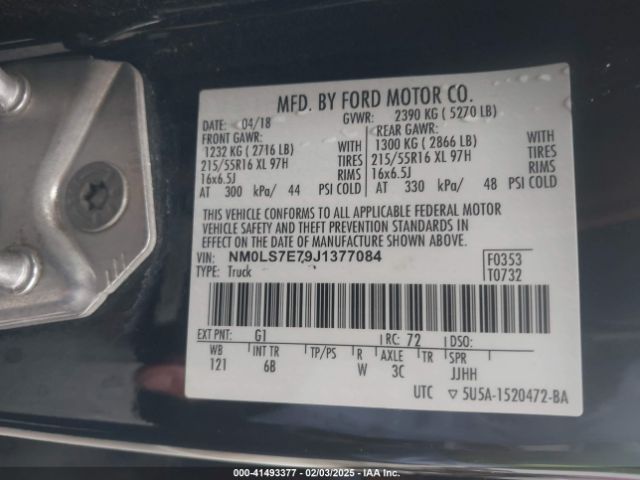 MFD. BY FORD MOTOR CO.
DATE: 04/18 GVWR: 2390 KG ( 5270 LB)
FRONT GAWR: REAR GAWR:
1232 KG ( 2716 LB) WITH 1300 KG ( 2866 LB) WITH
215/55R16 XL 97H TIRES 215/55R16 XL 97H TIRES
16x6.5J RIMS 16x6.5J RIMS
AT 300 kPa/ 44 PSI COLD AT 330 kPa/ 48 PSI COLD
THIS VEHICLE CONFORMS TO ALL APPLICABLE FEDERAL MOTOR
VEHICLE SAFETY AND THEFT PREVENTION STANDARDS IN
EFFECT ON THE DATE OF MANUFACTURE SHOWN ABOVE.
VIN: NM0LS7E79J1377084 F0353
TYPE: Truck T0732
EXT PNT: G1 RC: 72 DSO:
WB INT TR TP/PS R AXLE TR SPR
121 6B W 3C JJHH
UTC ▽ 5U5A-1520472-BA
000-41493377 - 02/03/2025 - IAA Inc.